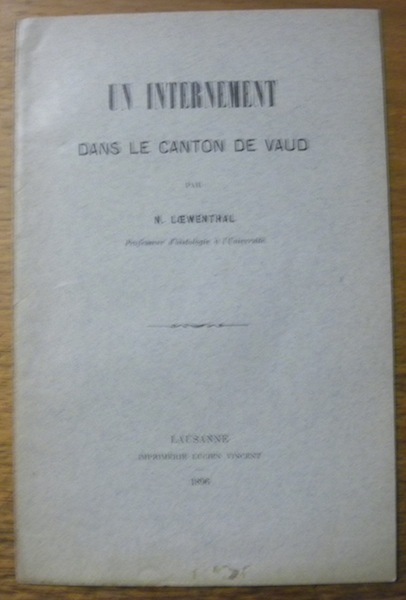 UN INTERNEMENT
DANS LE CANTON DE VAUD
PAR
N. LŒWENTHAL
Professeur d'histologie à l'Université.
LAUSANNE
IMPRIMERIE LUCIEN VINCENT
1896